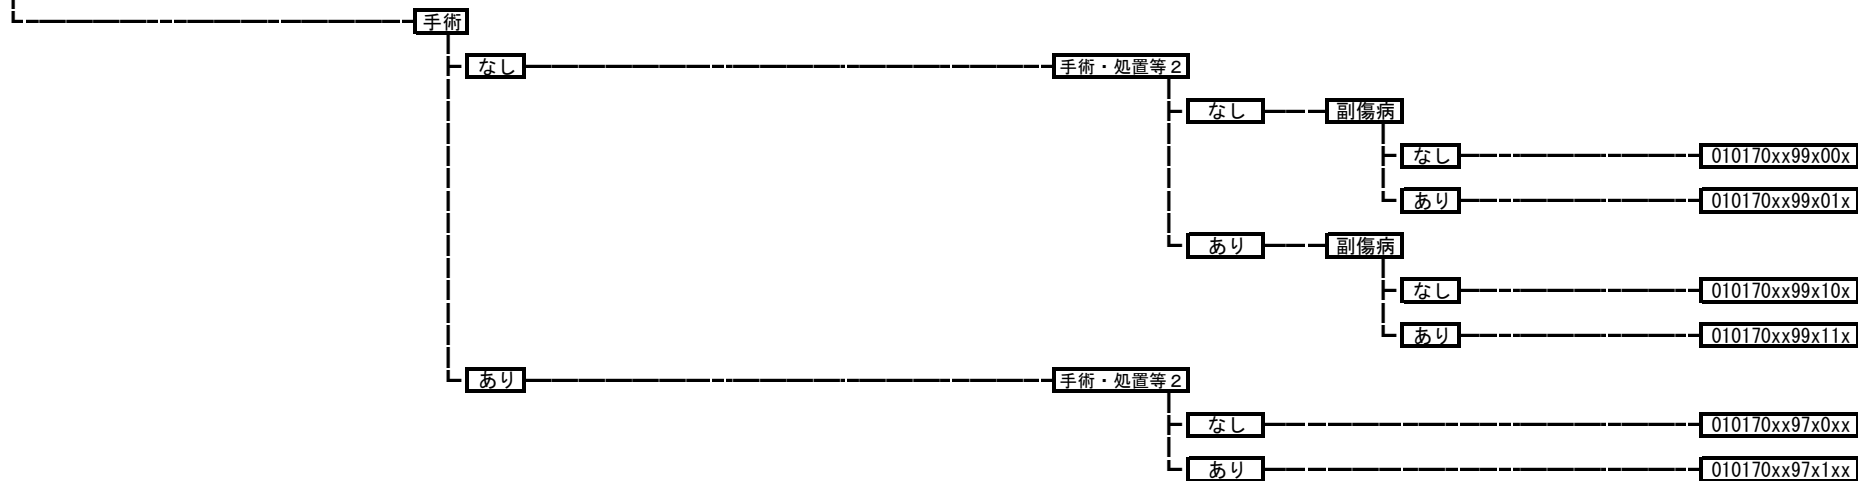 手術
なし 手術・処置等２
なし 副傷病
なし 010170xx99x00x
あり 010170xx99x01x
あり 副傷病
なし 010170xx99x10x
あり 010170xx99x11x
あり 手術・処置等２
なし 010170xx97x0xx
あり 010170xx97x1xx